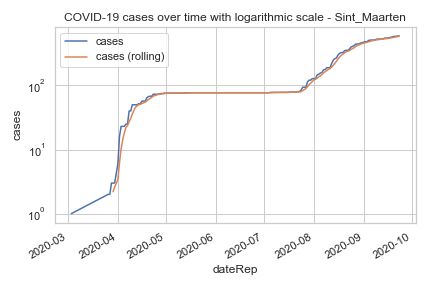 COVID-19 cases over time with logarithmic scale - Sint_Maarten
cases
cases (rolling)
10²
10¹
10⁰
cases
2020-03
2020-04
2020-05
2020-06
2020-07
2020-08
2020-09
2020-10
dateRep